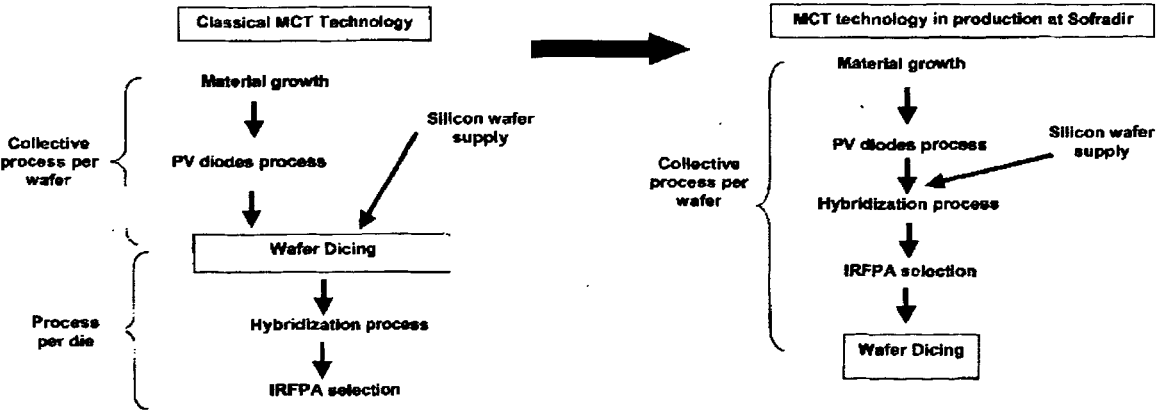 Classical MCT Tachnology
Material growth
Silicon wafer
supply
Collective
process per
wafer
PV diodes process
Wafer Dicing
Process
per die
Hybridization process
IRFPA selection
MCT technology in production at Sofradir
Material growth
Silicon wafer
supply
PV diodes process
Collective
process per
wafer
Hybridization process
IRFPA selection
Wafer Dicing